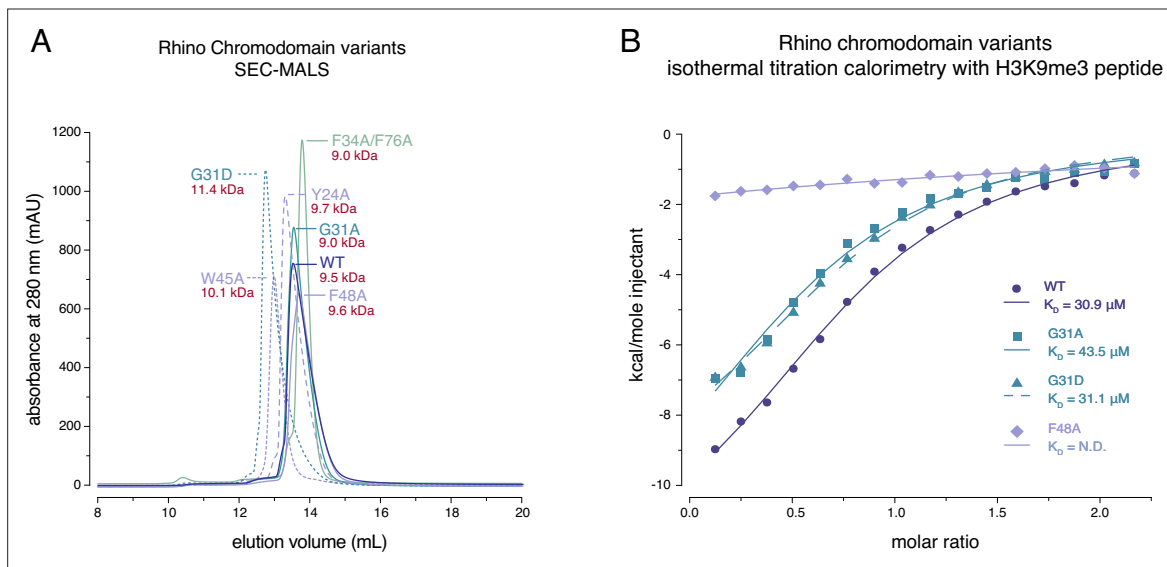 A
Rhino Chromodomain variants
SEC-MALS
absorbance at 280 nm (mAU)
1200
1000
800
600
400
200
0
8
10
12
14
16
18
20
elution volume (mL)
F34A/F76A
9.0 kDa
G31D
11.4 kDa
Y24A
9.7 kDa
G31A
9.0 kDa
WT
9.5 kDa
W45A
10.1 kDa
F48A
9.6 kDa
B
Rhino chromodomain variants
isothermal titration calorimetry with H3K9me3 peptide
kcal/mole injectant
0
-2
-4
-6
-8
-10
0.0
0.5
1.0
1.5
2.0
molar ratio
WT
K_D = 30.9 µM
G31A
K_D = 43.5 µM
G31D
K_D = 31.1 µM
F48A
K_D = N.D.